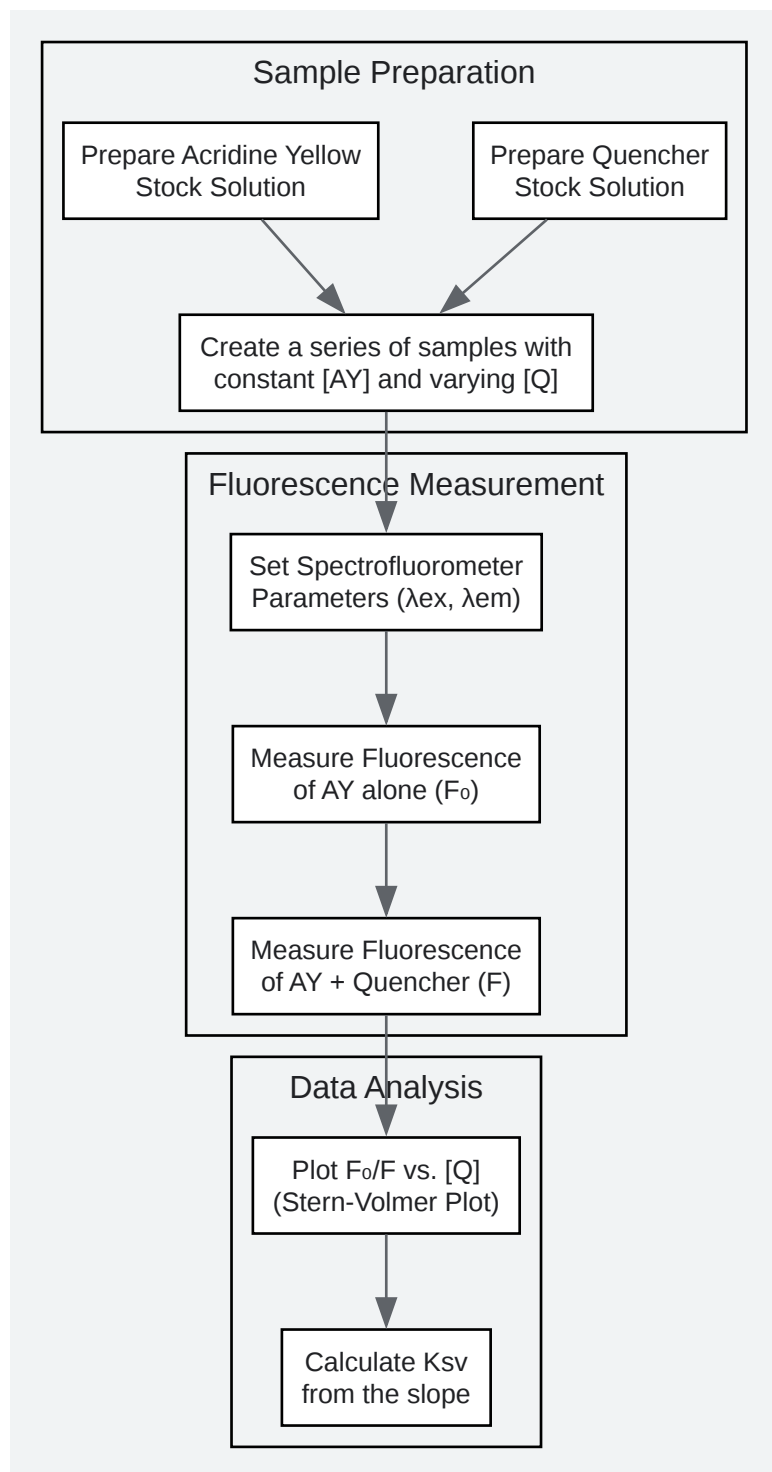 Sample Preparation
Prepare Acridine Yellow
Stock Solution
Prepare Quencher
Stock Solution
Create a series of samples with
constant [AY] and varying [Q]
Fluorescence Measurement
Set Spectrofluorometer
Parameters (λex, λem)
Measure Fluorescence
of AY alone (F₀)
Measure Fluorescence
of AY + Quencher (F)
Data Analysis
Plot F₀/F vs. [Q]
(Stern-Volmer Plot)
Calculate Ksv
from the slope